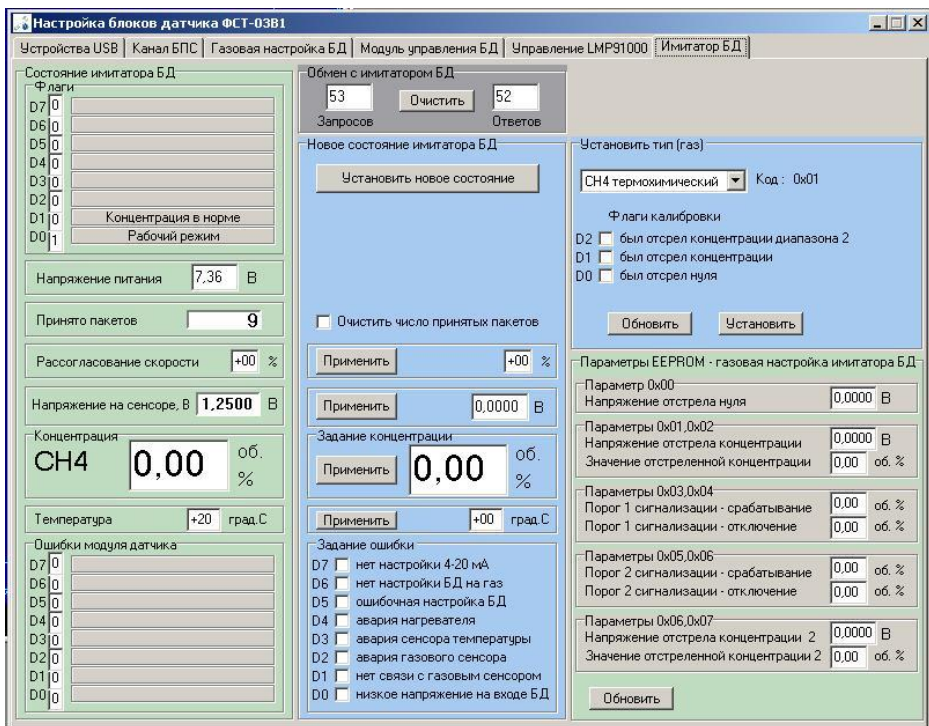 Настройка блоков датчика ФСТ-03В1
Устройства USB Канал БПС Газовая настройка БД Модуль управления БД Управление LMP91000 Имитатор БД
Состояние имитатора БД
Флаги
D7 0
D6 0
D5 0
D4 0
D3 0
D2 0
D1 0 Концентрация в норме
D0 1 Рабочий режим
Напряжение питания 7,36 В
Принято пакетов 9
Рассогласование скорости +00 %
Напряжение на сенсоре, В 1,2500 В
Концентрация
CH4 0,00 об. %
Температура +20 град.С
Ошибки модуля датчика
D7 0
D6 0
D5 0
D4 0
D3 0
D2 0
D1 0
D0 0
Обмен с имитатором БД
53 Очистить 52
Запросов Ответов
Новое состояние имитатора БД
Установить новое состояние
Очистить число принятых пакетов
Применить +00 %
Применить 0,0000 В
Задание концентрации
Применить 0,00 об. %
Применить +00 град.С
Задание ошибки
D7 нет настройки 4-20 мА
D6 нет настройки БД на газ
D5 ошибочная настройка БД
D4 авария нагревателя
D3 авария сенсора температуры
D2 авария газового сенсора
D1 нет связи с газовым сенсором
D0 низкое напряжение на входе БД
Установить тип (газ)
CH4 термохимический Код : 0x01
Флаги калибровки
D2 был отсрел концентрации диапазона 2
D1 был отсрел концентрации
D0 был отсрел нуля
Обновить Установить
Параметры EEPROM - газовая настройка имитатора БД
Параметр 0x00
Напряжение отстрела нуля 0,0000 В
Параметры 0x01,0x02
Напряжение отстрела концентрации 0,0000 В
Значение отстреленной концентрации 0,00 об. %
Параметры 0x03,0x04
Порог 1 сигнализации - срабатывание 0,00 об. %
Порог 1 сигнализации - отключение 0,00 об. %
Параметры 0x05,0x06
Порог 2 сигнализации - срабатывание 0,00 об. %
Порог 2 сигнализации - отключение 0,00 об. %
Параметры 0x06,0x07
Напряжение отстрела концентрации 2 0,0000 В
Значение отстреленной концентрации 2 0,00 об. %
Обновить